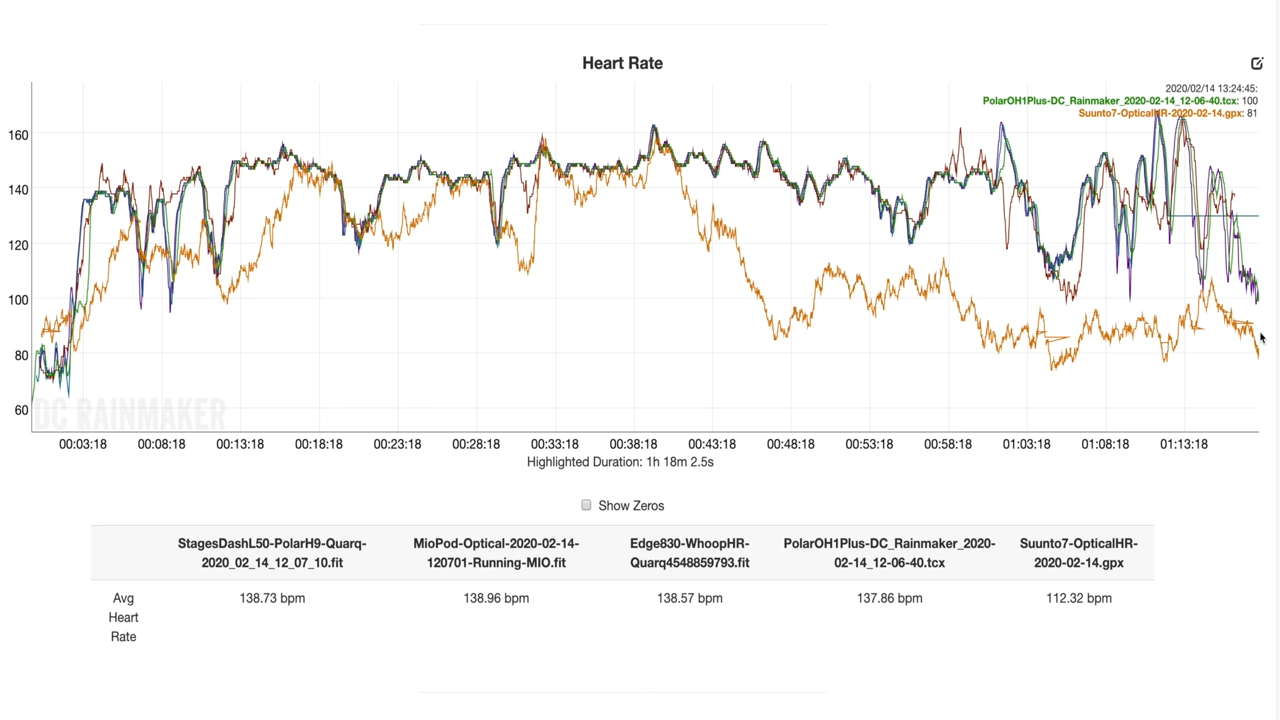 Heart Rate
2020/02/14 13:24:45:
PolarOH1Plus-DC_Rainmaker_2020-02-14_12-06-40.tcx: 100
Suunto7-OpticalHR-2020-02-14.gpx: 81
160
140
120
100
80
60
DC RAINMAKER
00:03:18 00:08:18 00:13:18 00:18:18 00:23:18 00:28:18 00:33:18 00:38:18 00:43:18 00:48:18 00:53:18 00:58:18 01:03:18 01:08:18 01:13:18
Highlighted Duration: 1h 18m 2.5s
Show Zeros
StagesDashL50-PolarH9-Quarq-
2020_02_14_12_07_10.fit
MioPod-Optical-2020-02-14-
120701-Running-MIO.fit
Edge830-WhoopHR-
Quarq4548859793.fit
PolarOH1Plus-DC_Rainmaker_2020-
02-14_12-06-40.tcx
Suunto7-OpticalHR-
2020-02-14.gpx
Avg
Heart
Rate
138.73 bpm
138.96 bpm
138.57 bpm
137.86 bpm
112.32 bpm